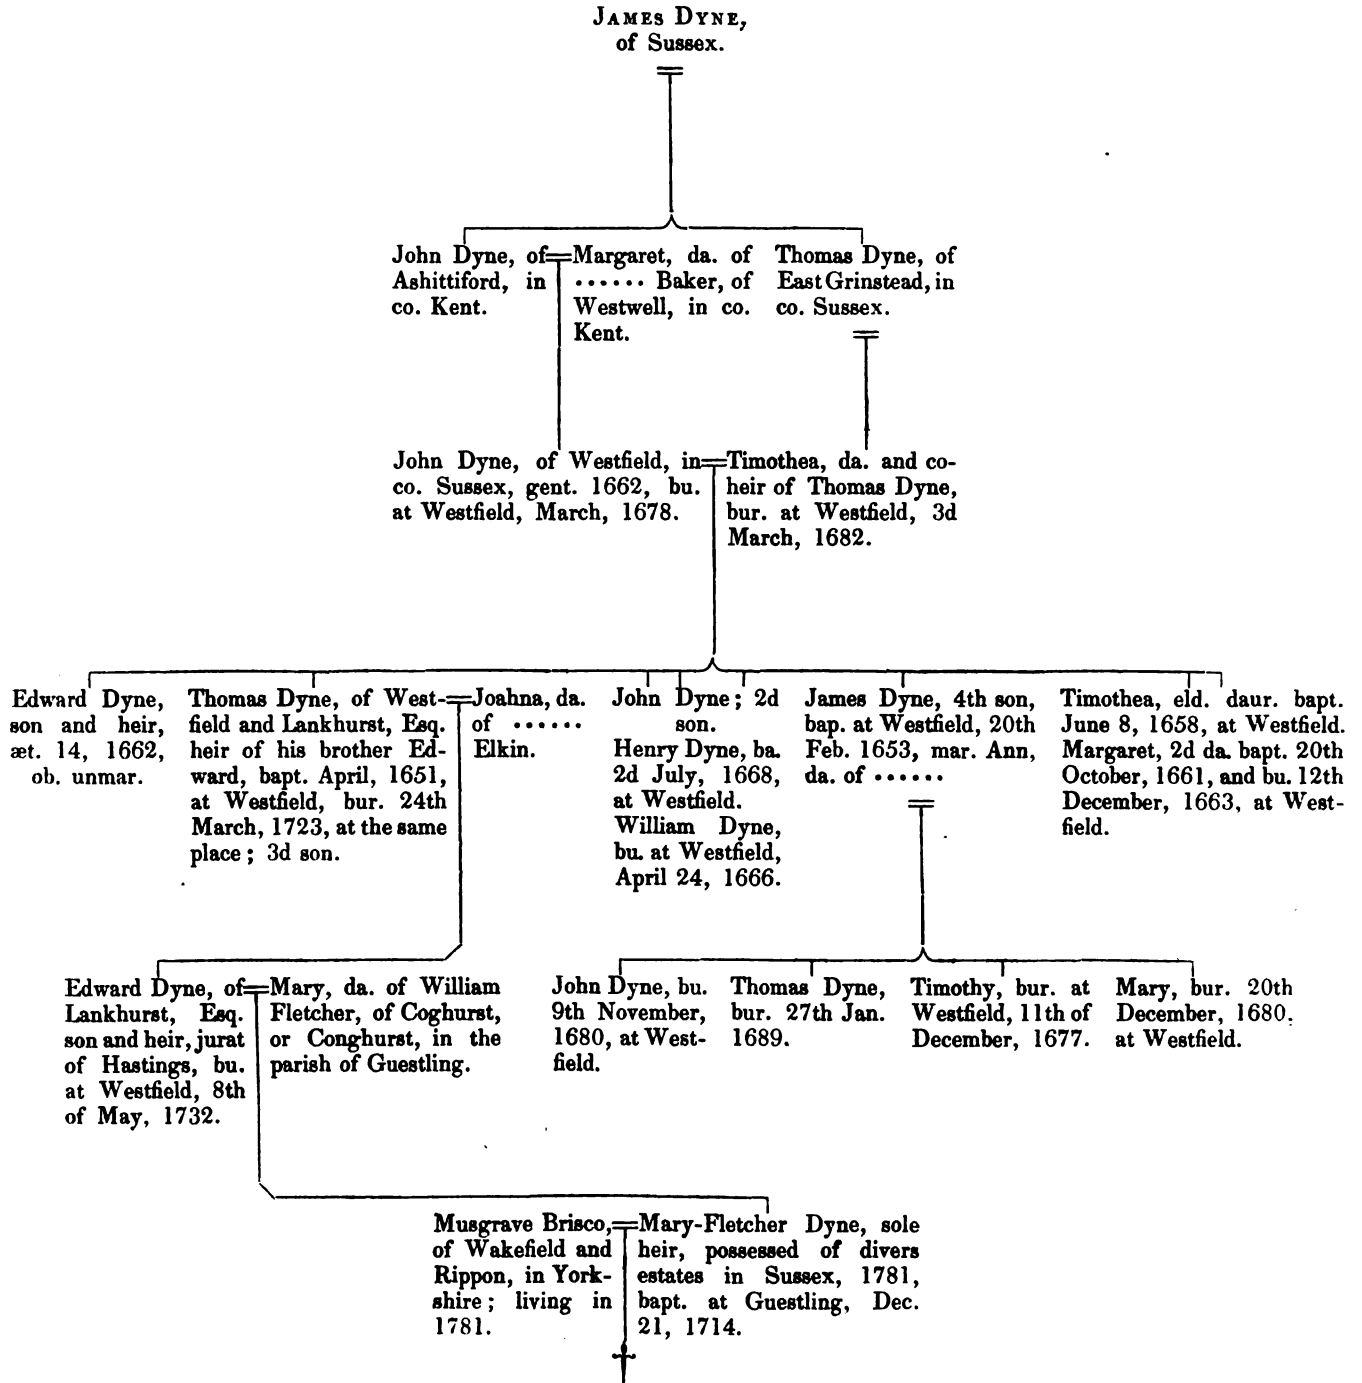 JAMES DYNE,
of Sussex.
John Dyne, of
Ashittiford, in
co. Kent.
Margaret, da. of
...... Baker, of
Westwell, in co.
Kent.
Thomas Dyne, of
East Grinstead, in
co. Sussex.
John Dyne, of Westfield, in
co. Sussex, gent. 1662, bu.
at Westfield, March, 1678.
Timothea, da. and co-
heir of Thomas Dyne,
bur. at Westfield, 3d
March, 1682.
Edward Dyne,
son and heir,
æt. 14, 1662,
ob. unmar.
Thomas Dyne, of West-
field and Lankhurst, Esq.
heir of his brother Ed-
ward, bapt. April, 1651,
at Westfield, bur. 24th
March, 1723, at the same
place; 3d son.
Joahna, da.
of ......
Elkin.
John Dyne; 2d
son.
Henry Dyne, ba.
2d July, 1668,
at Westfield.
William Dyne,
bu. at Westfield,
April 24, 1666.
James Dyne, 4th son,
bap. at Westfield, 20th
Feb. 1653, mar. Ann,
da. of ......
Timothea, eld. daur. bapt.
June 8, 1658, at Westfield.
Margaret, 2d da. bapt. 20th
October, 1661, and bu. 12th
December, 1663, at West-
field.
Edward Dyne, of
Lankhurst, Esq.
son and heir, jurat
of Hastings, bu.
at Westfield, 8th
of May, 1732.
Mary, da. of William
Fletcher, of Coghurst,
or Conghurst, in the
parish of Guestling.
John Dyne, bu.
9th November,
1680, at West-
field.
Thomas Dyne,
bur. 27th Jan.
1689.
Timothy, bur. at
Westfield, 11th of
December, 1677.
Mary, bur. 20th
December, 1680.
at Westfield.
Musgrave Brisco,
of Wakefield and
Rippon, in York-
shire; living in
1781.
Mary-Fletcher Dyne, sole
heir, possessed of divers
estates in Sussex, 1781,
bapt. at Guestling, Dec.
21, 1714.